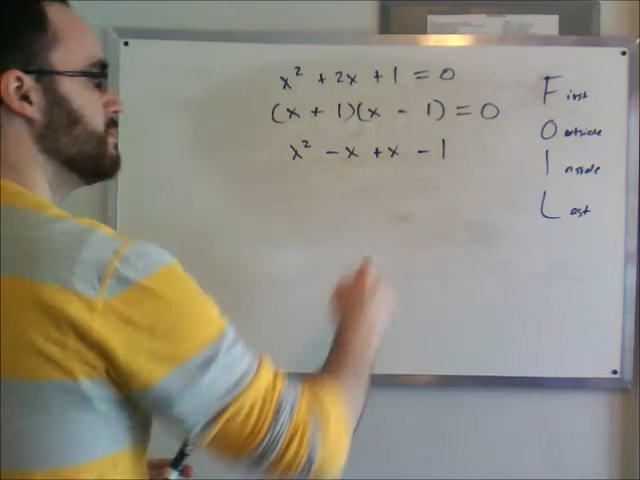 x² + 2x + 1 = 0
(x + 1)(x - 1) = 0
x² - x + x - 1
First
Outside
Inside
Last